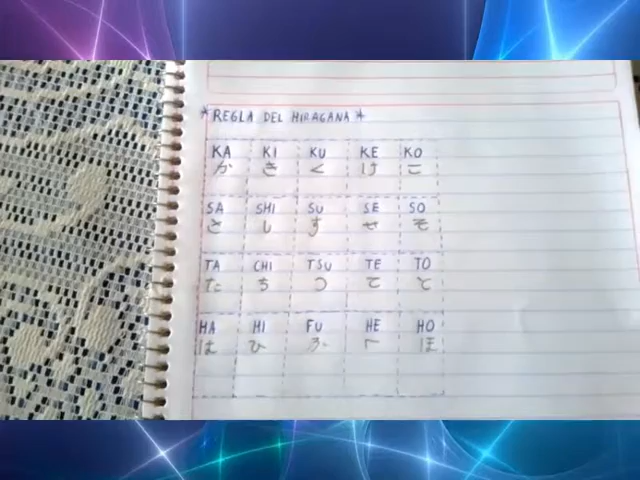 *REGLA DEL HIRAGANA*
KA KI KU KE KO
か き く け こ
SA SHI SU SE SO
さ し す せ そ
TA CHI TSU TE TO
た ち つ て と
HA HI FU HE HO
は ひ ふ へ ほ